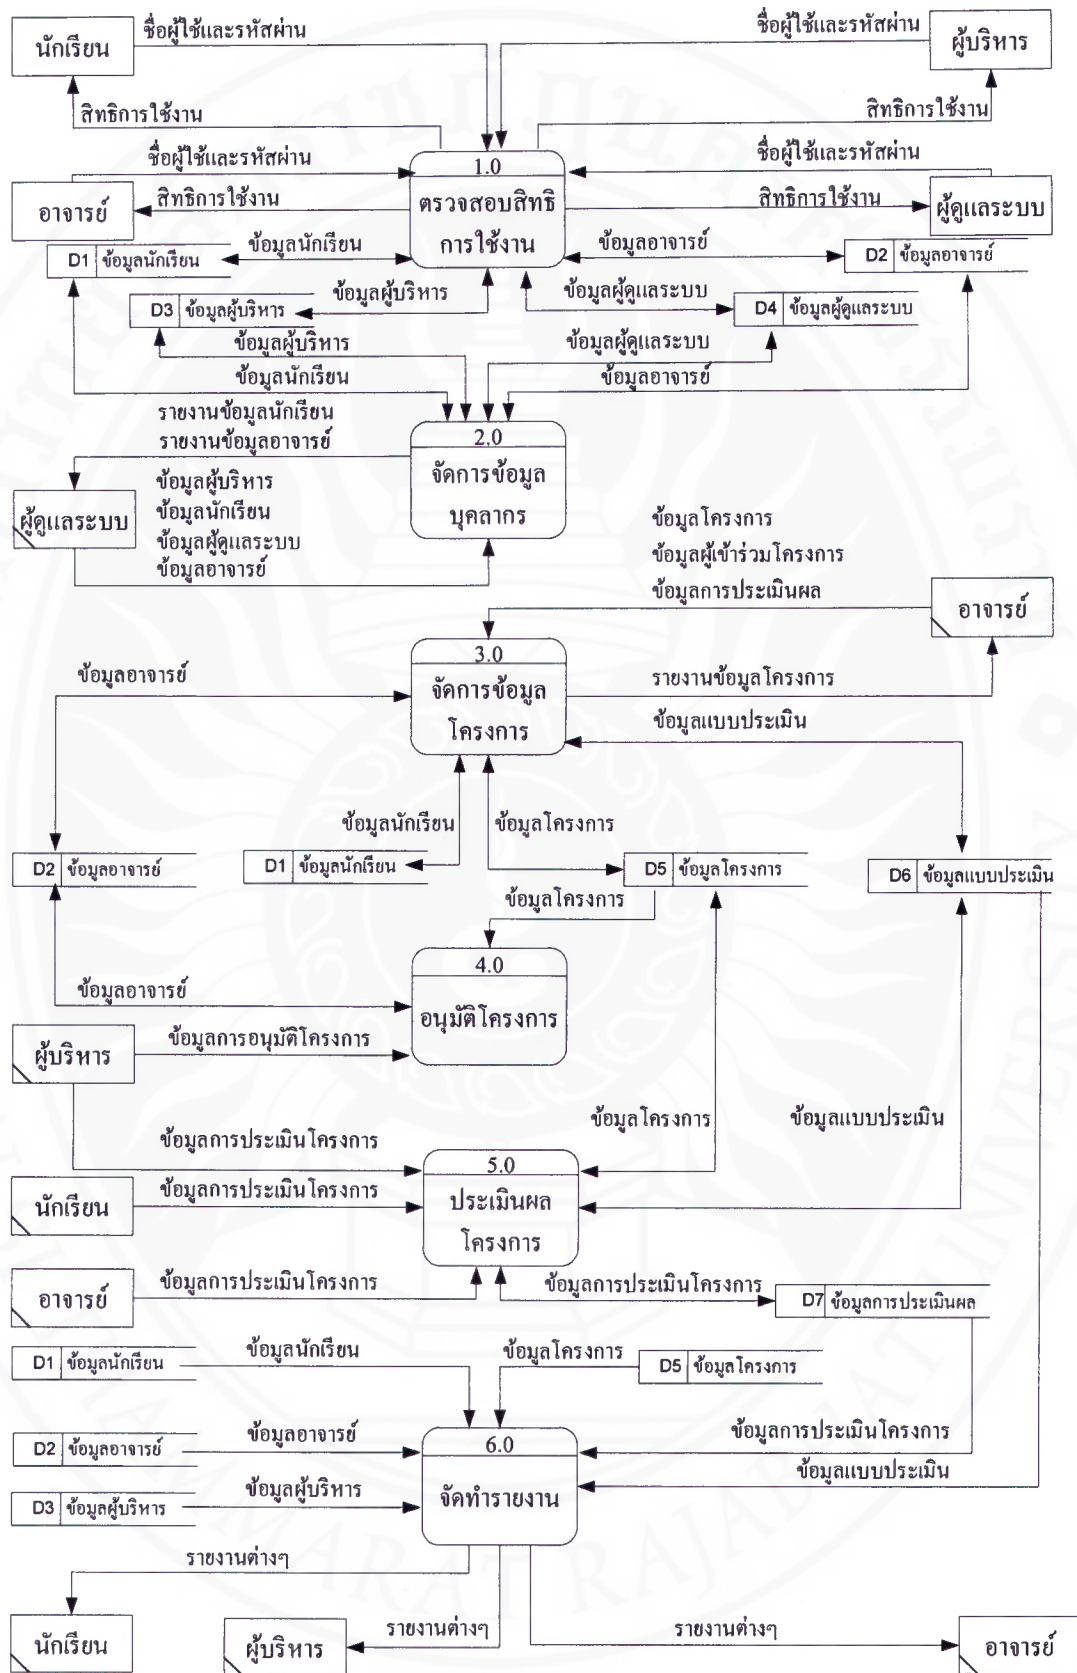 ชื่อผู้ใช้และรหัสผ่าน
ชื่อผู้ใช้และรหัสผ่าน
นักเรียน
ผู้บริหาร
สิทธิการใช้งาน
สิทธิการใช้งาน
ชื่อผู้ใช้และรหัสผ่าน
1.0
ชื่อผู้ใช้และรหัสผ่าน
อาจารย์
สิทธิการใช้งาน
ตรวจสอบสิทธิ
การใช้งาน
สิทธิการใช้งาน
ผู้ดูแลระบบ
D1 ข้อมูลนักเรียน
ข้อมูลนักเรียน
ข้อมูลอาจารย์
D2 ข้อมูลอาจารย์
D3 ข้อมูลผู้บริหาร
ข้อมูลผู้บริหาร
ข้อมูลผู้ดูแลระบบ
D4 ข้อมูลผู้ดูแลระบบ
ข้อมูลผู้บริหาร
ข้อมูลผู้ดูแลระบบ
ข้อมูลนักเรียน
ข้อมูลอาจารย์
รายงานข้อมูลนักเรียน
รายงานข้อมูลอาจารย์
2.0
จัดการข้อมูล
บุคลากร
ผู้ดูแลระบบ
ข้อมูลผู้บริหาร
ข้อมูลนักเรียน
ข้อมูลผู้ดูแลระบบ
ข้อมูลอาจารย์
ข้อมูลโครงการ
ข้อมูลผู้เข้าร่วมโครงการ
ข้อมูลการประเมินผล
อาจารย์
3.0
จัดการข้อมูล
โครงการ
ข้อมูลอาจารย์
รายงานข้อมูลโครงการ
ข้อมูลแบบประเมิน
ข้อมูลนักเรียน
ข้อมูลโครงการ
D2 ข้อมูลอาจารย์
D1 ข้อมูลนักเรียน
D5 ข้อมูลโครงการ
D6 ข้อมูลแบบประเมิน
ข้อมูลโครงการ
4.0
อนุมัติโครงการ
ข้อมูลอาจารย์
ผู้บริหาร
ข้อมูลการอนุมัติโครงการ
ข้อมูลโครงการ
ข้อมูลแบบประเมิน
ข้อมูลการประเมินโครงการ
5.0
ประเมินผล
โครงการ
นักเรียน
ข้อมูลการประเมินโครงการ
อาจารย์
ข้อมูลการประเมินโครงการ
ข้อมูลการประเมินโครงการ
D7 ข้อมูลการประเมินผล
D1 ข้อมูลนักเรียน
ข้อมูลนักเรียน
ข้อมูลโครงการ
D5 ข้อมูลโครงการ
D2 ข้อมูลอาจารย์
ข้อมูลอาจารย์
6.0
จัดทำรายงาน
ข้อมูลการประเมินโครงการ
ข้อมูลแบบประเมิน
D3 ข้อมูลผู้บริหาร
ข้อมูลผู้บริหาร
รายงานต่างๆ
นักเรียน
ผู้บริหาร
รายงานต่างๆ
รายงานต่างๆ
อาจารย์